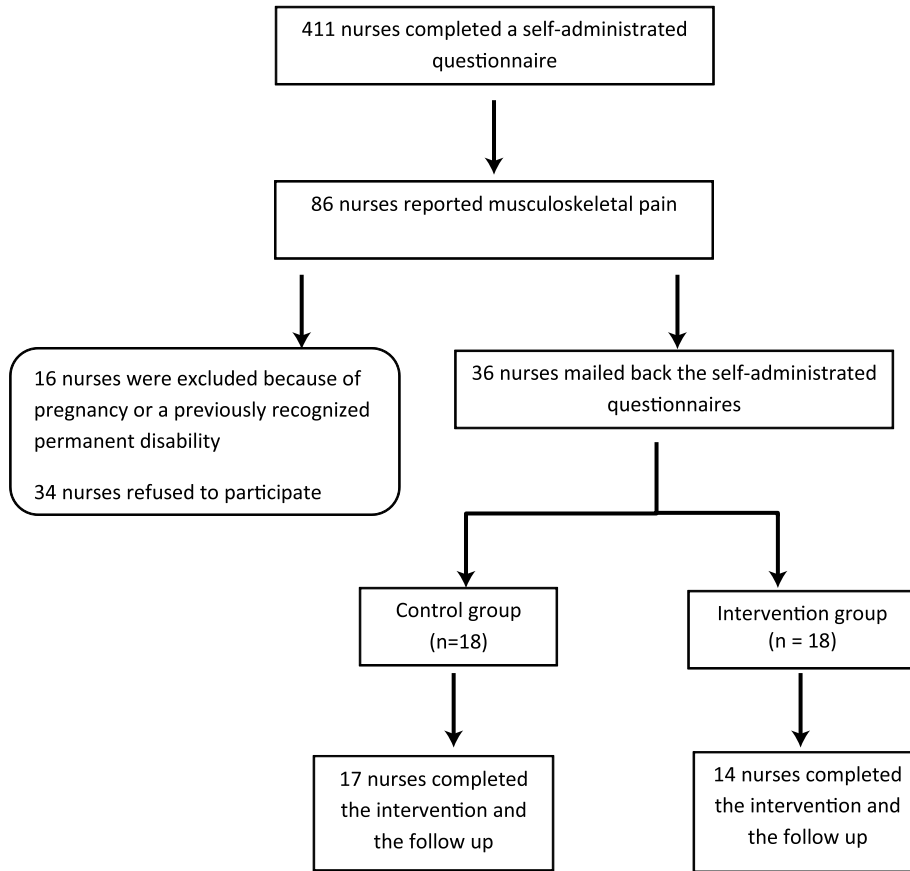 411 nurses completed a self-administrated
questionnaire
86 nurses reported musculoskeletal pain
16 nurses were excluded because of
pregnancy or a previously recognized
permanent disability
34 nurses refused to participate
36 nurses mailed back the self-administrated
questionnaires
Control group
(n=18)
Intervention group
(n = 18)
17 nurses completed
the intervention and
the follow up
14 nurses completed
the intervention and
the follow up